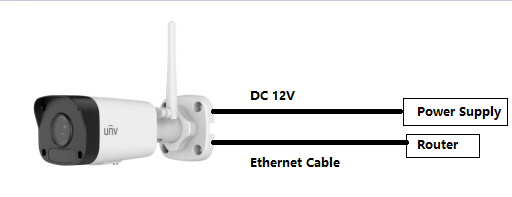 unv
DC 12V
Power Supply
Router
Ethernet Cable